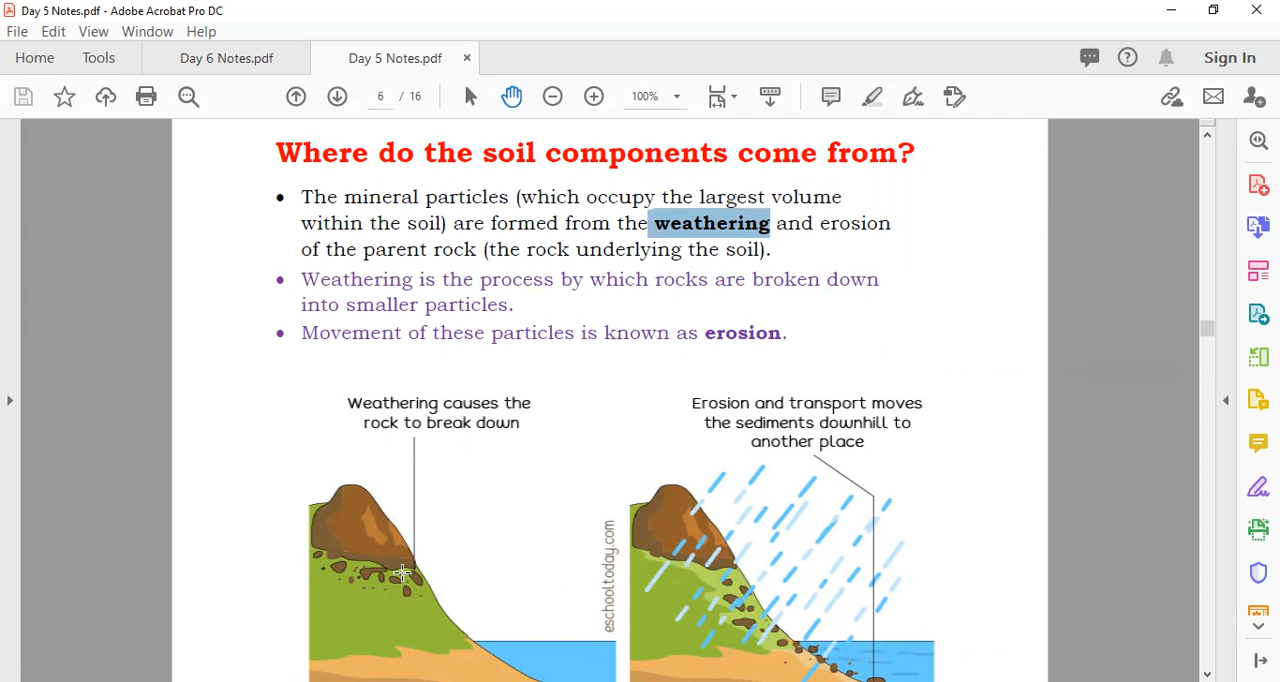 Day 5 Notes.pdf - Adobe Acrobat Pro DC
File Edit View Window Help
Home Tools Day 6 Notes.pdf Day 5 Notes.pdf × Sign In
6 / 16 100%
Where do the soil components come from?
• The mineral particles (which occupy the largest volume
within the soil) are formed from the weathering and erosion
of the parent rock (the rock underlying the soil).
• Weathering is the process by which rocks are broken down
into smaller particles.
• Movement of these particles is known as erosion.
Weathering causes the
rock to break down
Erosion and transport moves
the sediments downhill to
another place
eschooltoday.com